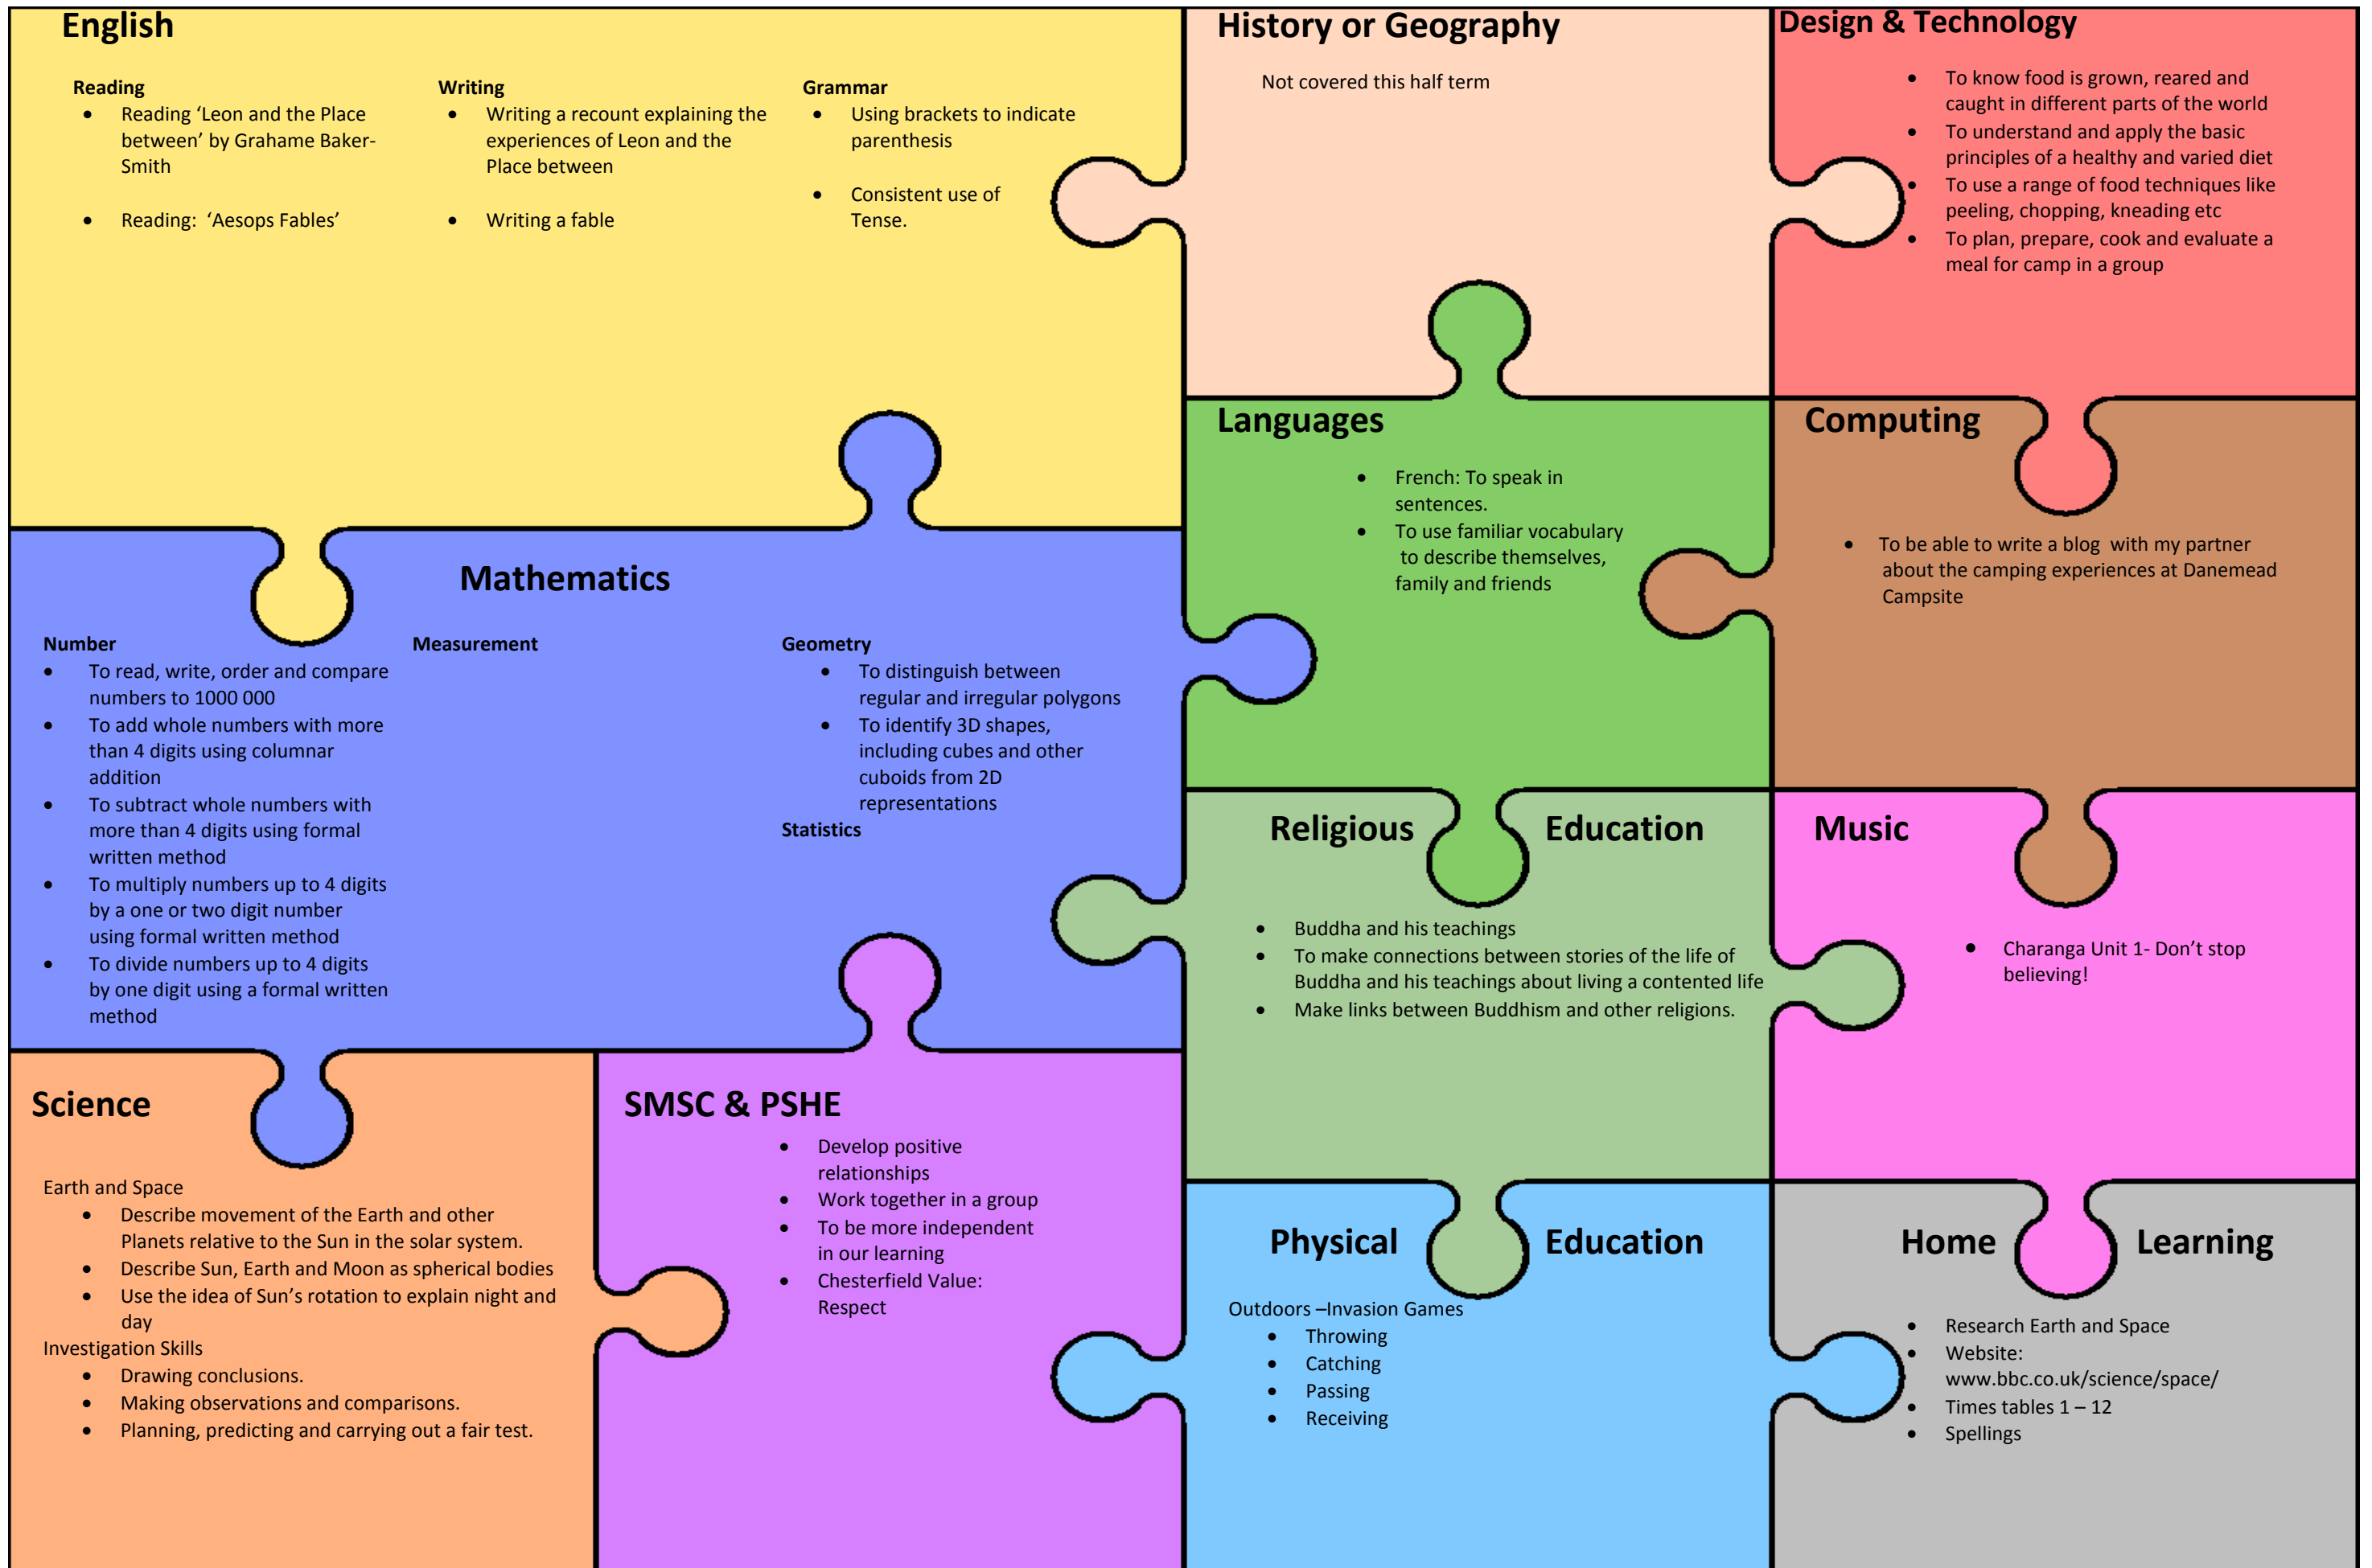 English
Reading
• Reading ‘Leon and the Place
between’ by Grahame Baker-
Smith
• Reading: ‘Aesops Fables’
Writing
• Writing a recount explaining the
experiences of Leon and the
Place between
• Writing a fable
Grammar
• Using brackets to indicate
parenthesis
• Consistent use of
Tense.
History or Geography
Not covered this half term
Design & Technology
• To know food is grown, reared and
caught in different parts of the world
• To understand and apply the basic
principles of a healthy and varied diet
• To use a range of food techniques like
peeling, chopping, kneading etc
• To plan, prepare, cook and evaluate a
meal for camp in a group
Languages
• French: To speak in
sentences.
• To use familiar vocabulary
to describe themselves,
family and friends
Computing
• To be able to write a blog with my partner
about the camping experiences at Danemead
Campsite
Mathematics
Number
• To read, write, order and compare
numbers to 1000 000
• To add whole numbers with more
than 4 digits using columnar
addition
• To subtract whole numbers with
more than 4 digits using formal
written method
• To multiply numbers up to 4 digits
by a one or two digit number
using formal written method
• To divide numbers up to 4 digits
by one digit using a formal written
method
Measurement
Geometry
• To distinguish between
regular and irregular polygons
• To identify 3D shapes,
including cubes and other
cuboids from 2D
representations
Statistics
Religious Education
• Buddha and his teachings
• To make connections between stories of the life of
Buddha and his teachings about living a contented life
• Make links between Buddhism and other religions.
Music
• Charanga Unit 1- Don’t stop
believing!
Science
Earth and Space
• Describe movement of the Earth and other
Planets relative to the Sun in the solar system.
• Describe Sun, Earth and Moon as spherical bodies
• Use the idea of Sun’s rotation to explain night and
day
Investigation Skills
• Drawing conclusions.
• Making observations and comparisons.
• Planning, predicting and carrying out a fair test.
SMSC & PSHE
• Develop positive
relationships
• Work together in a group
• To be more independent
in our learning
• Chesterfield Value:
Respect
Physical Education
Outdoors –Invasion Games
• Throwing
• Catching
• Passing
• Receiving
Home Learning
• Research Earth and Space
• Website:
www.bbc.co.uk/science/space/
• Times tables 1 – 12
• Spellings